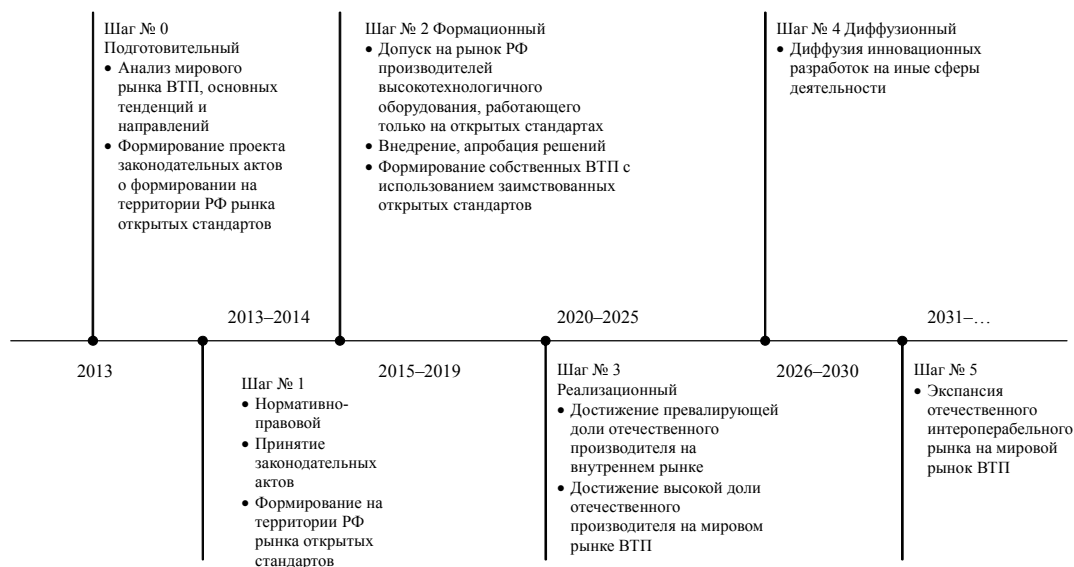 Шаг № 0
Подготовительный
• Анализ мирового
рынка ВТП, основных
тенденций и
направлений
• Формирование проекта
законодательных актов
о формировании на
территории РФ рынка
открытых стандартов
Шаг № 2 Формационный
• Допуск на рынок РФ
производителей
высокотехнологичного
оборудования, работающего
только на открытых стандартах
• Внедрение, апробация решений
• Формирование собственных ВТП с
использованием заимствованных
открытых стандартов
Шаг № 4 Диффузионный
• Диффузия инновационных
разработок на иные сферы
деятельности
2013–2014
2020–2025
2031–…
2013
2015–2019
2026–2030
Шаг № 1
• Нормативно-
правовой
• Принятие
законодательных
актов
• Формирование на
территории РФ
рынка открытых
стандартов
Шаг № 3
Реализационный
• Достижение превалирующей
доли отечественного
производителя на
внутреннем рынке
• Достижение высокой доли
отечественного
производителя на мировом
рынке ВТП
Шаг № 5
• Экспансия
отечественного
интероперабельного
рынка на мировой
рынок ВТП